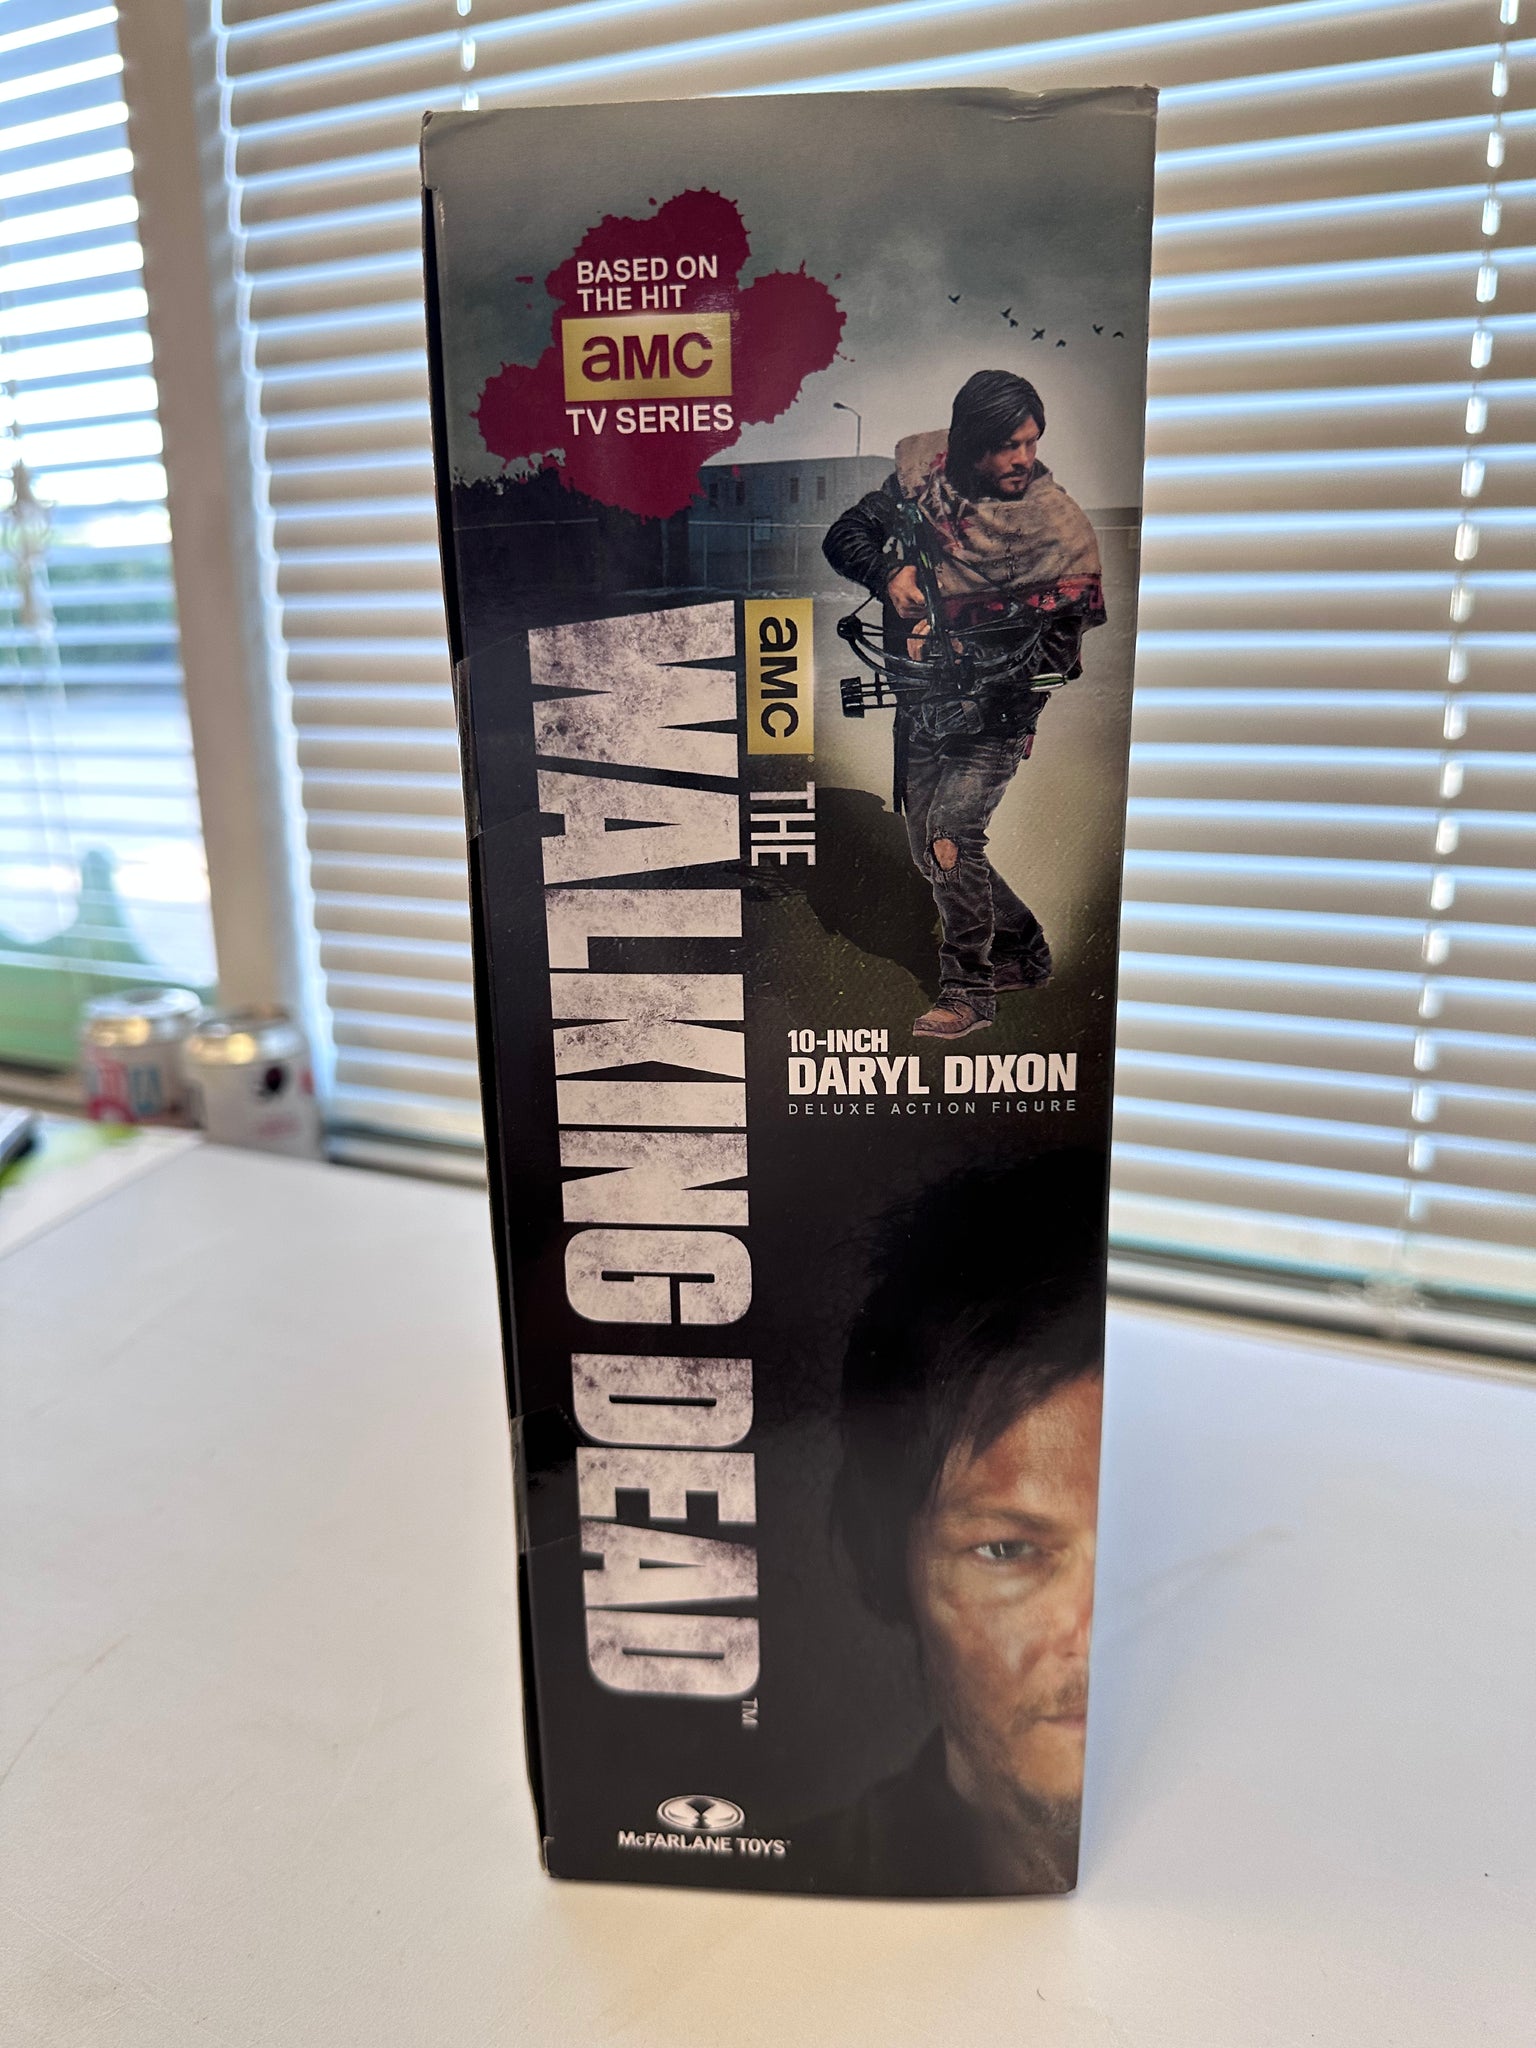 BASED ON
THE HIT
aMC
TV SERIES
aMC THE
WALKING DEAD™
10-INCH
DARYL DIXON
DELUXE ACTION FIGURE
McFARLANE TOYS